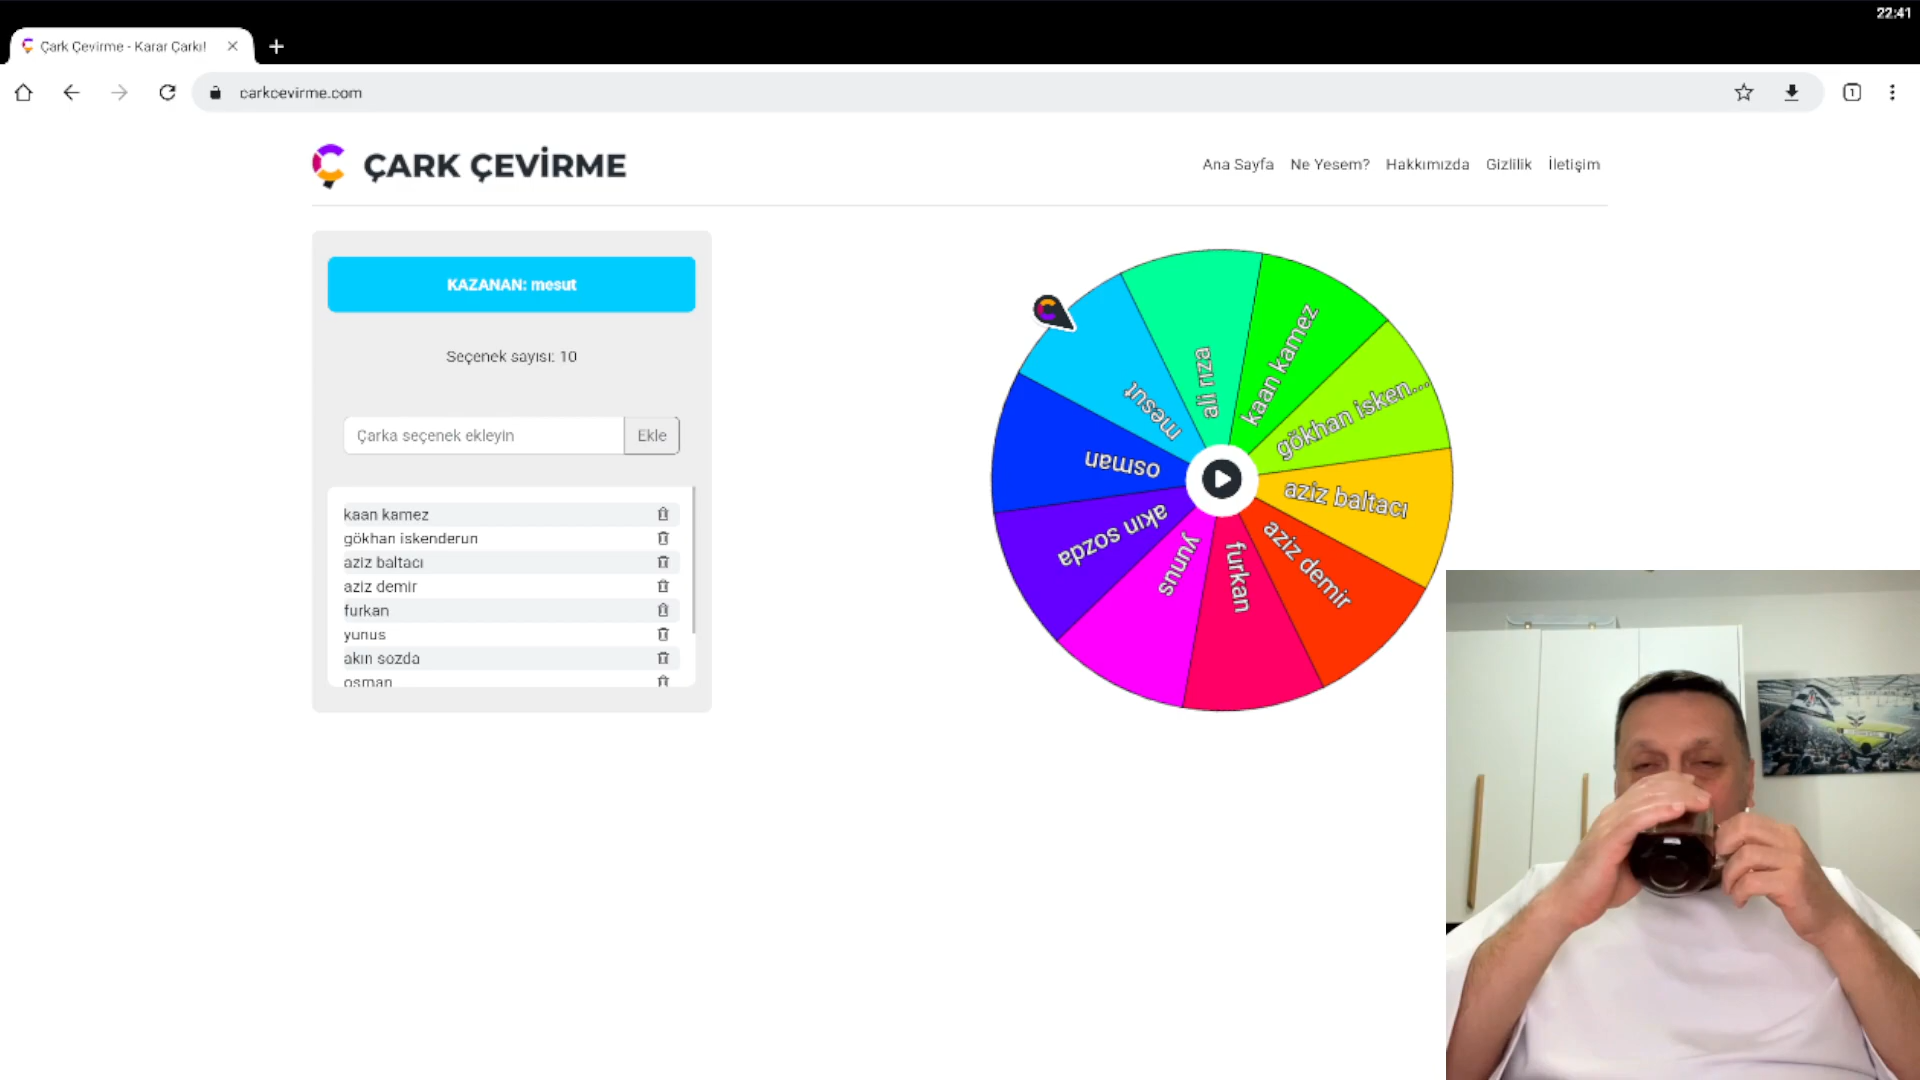 22:41
Çark Çevirme - Karar Çarkı!
carkcevirme.com
1
ÇARK ÇEVİRME
Ana Sayfa Ne Yesem? Hakkımızda Gizlilik İletişim
KAZANAN: mesut
Seçenek sayısı: 10
Çarka seçenek ekleyin
Ekle
kaan kamez
gökhan iskenderun
aziz baltacı
aziz demir
furkan
yunus
akın sozda
osman
ali rıza
kaan kamez
gökhan isken...
aziz baltacı
aziz demir
furkan
yunus
akın sozda
osman
mesut